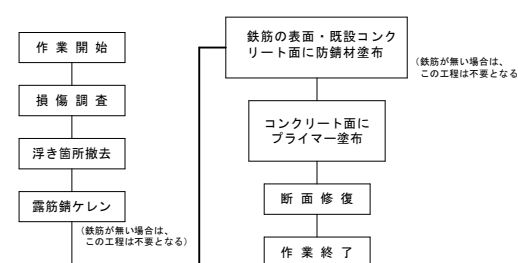 作業開始
損傷調査
浮き箇所撤去
露筋錆ケレン
(鉄筋が無い場合は、
この工程は不要となる)
鉄筋の表面・既設コンク
リート面に防錆材塗布
(鉄筋が無い場合は、
この工程は不要となる
コンクリート面に
プライマー塗布
断面修復
作業終了